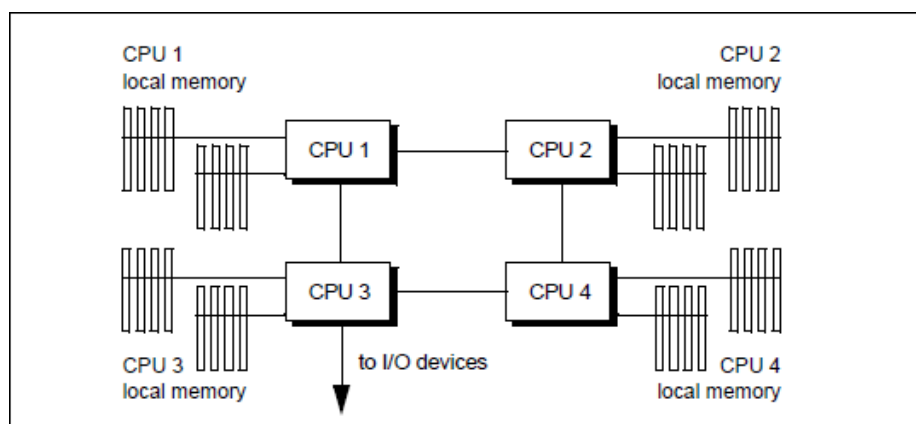 CPU 1
local memory
CPU 2
local memory
CPU 1
CPU 2
CPU 3
CPU 4
to I/O devices
CPU 3
local memory
CPU 4
local memory